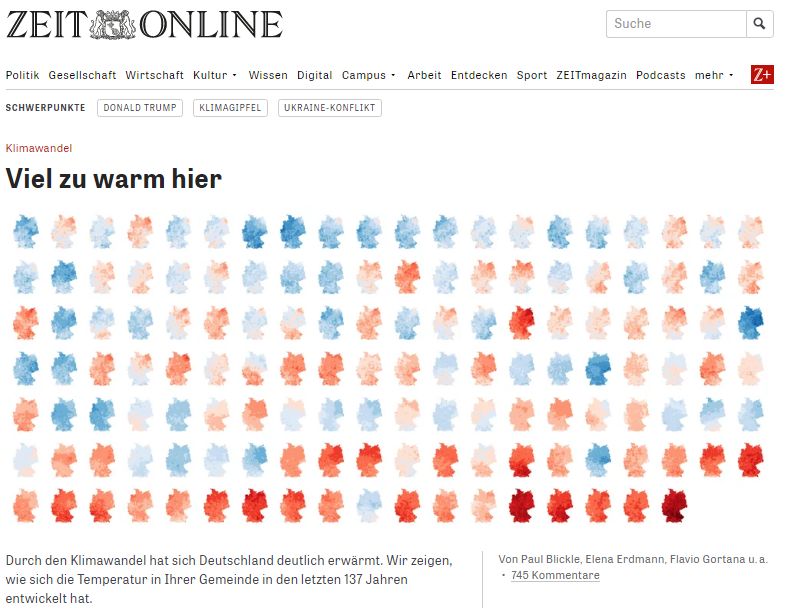 ZEIT ONLINE
Suche
Politik Gesellschaft Wirtschaft Kultur Wissen Digital Campus Arbeit Entdecken Sport ZEITmagazin Podcasts mehr Z+
SCHWERPUNKTE DONALD TRUMP KLIMAGIPFEL UKRAINE-KONFLIKT
Klimawandel
Viel zu warm hier
Durch den Klimawandel hat sich Deutschland deutlich erwärmt. Wir zeigen,
wie sich die Temperatur in Ihrer Gemeinde in den letzten 137 Jahren
entwickelt hat.
Von Paul Blickle, Elena Erdmann, Flavio Gortana u. a.
• 745 Kommentare